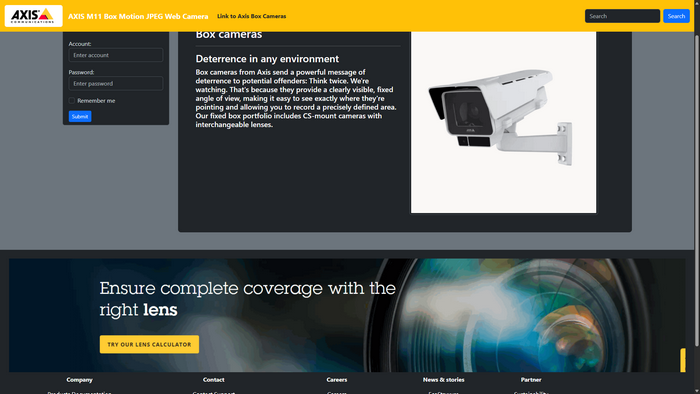 AXIS
COMMUNICATIONS
AXIS M11 Box Motion JPEG Web Camera
Link to Axis Box Cameras
Search
Search
Account:
Enter account
Password:
Enter password
Remember me
Submit
Box cameras
Deterrence in any environment
Box cameras from Axis send a powerful message of
deterrence to potential offenders: Think twice. We're
watching. That's because they provide a clearly visible, fixed
angle of view, making it easy to see exactly where they're
pointing and allowing you to record a precisely defined area.
Our fixed box portfolio includes CS-mount cameras with
interchangeable lenses.
Ensure complete coverage with the
right lens
TRY OUR LENS CALCULATOR
Company
Contact
Careers
News & stories
Partner